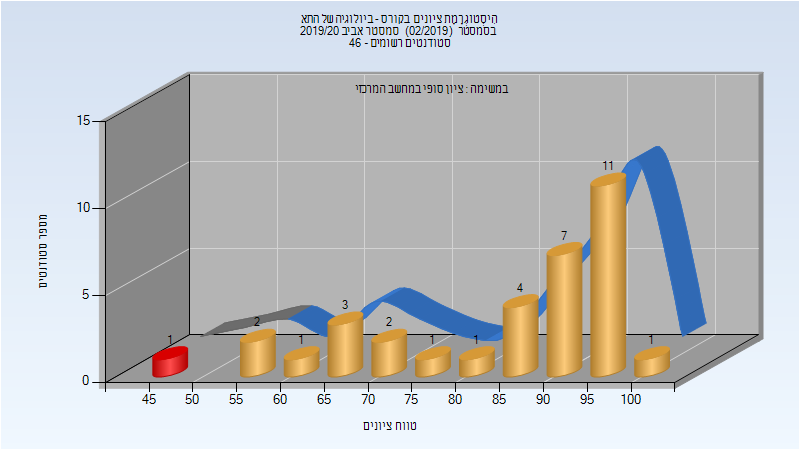 היסטוגרמת ציונים בקורס - ביולוגיה של התא
בסמסטר (02/2019) סמסטר אביב 2019/20
סטודנטים רשומים - 46
במשימה : ציון סופי במחשב המרכזי
מספר סטודנטים
15
10
5
0
1
2
1
3
2
1
1
4
7
11
1
45 50 55 60 65 70 75 80 85 90 95 100
טווח ציונים